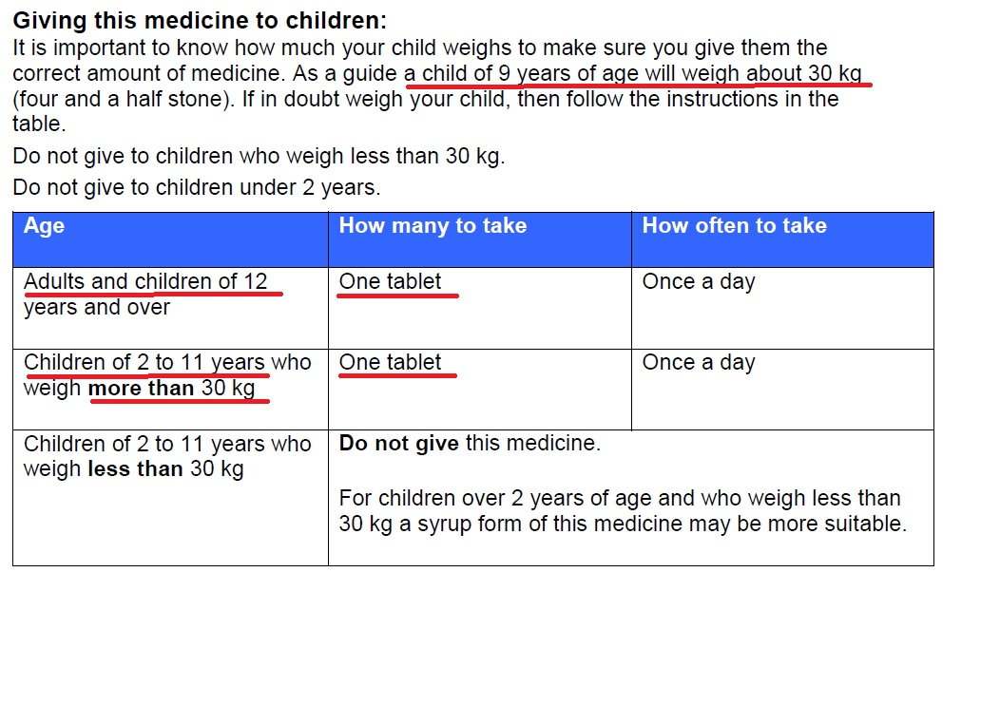 Giving this medicine to children:
It is important to know how much your child weighs to make sure you give them the
correct amount of medicine. As a guide a child of 9 years of age will weigh about 30 kg
(four and a half stone). If in doubt weigh your child, then follow the instructions in the
table.
Do not give to children who weigh less than 30 kg.
Do not give to children under 2 years.
Age
How many to take
How often to take
Adults and children of 12
years and over
One tablet
Once a day
Children of 2 to 11 years who
weigh more than 30 kg
One tablet
Once a day
Children of 2 to 11 years who
weigh less than 30 kg
Do not give this medicine.
For children over 2 years of age and who weigh less than
30 kg a syrup form of this medicine may be more suitable.